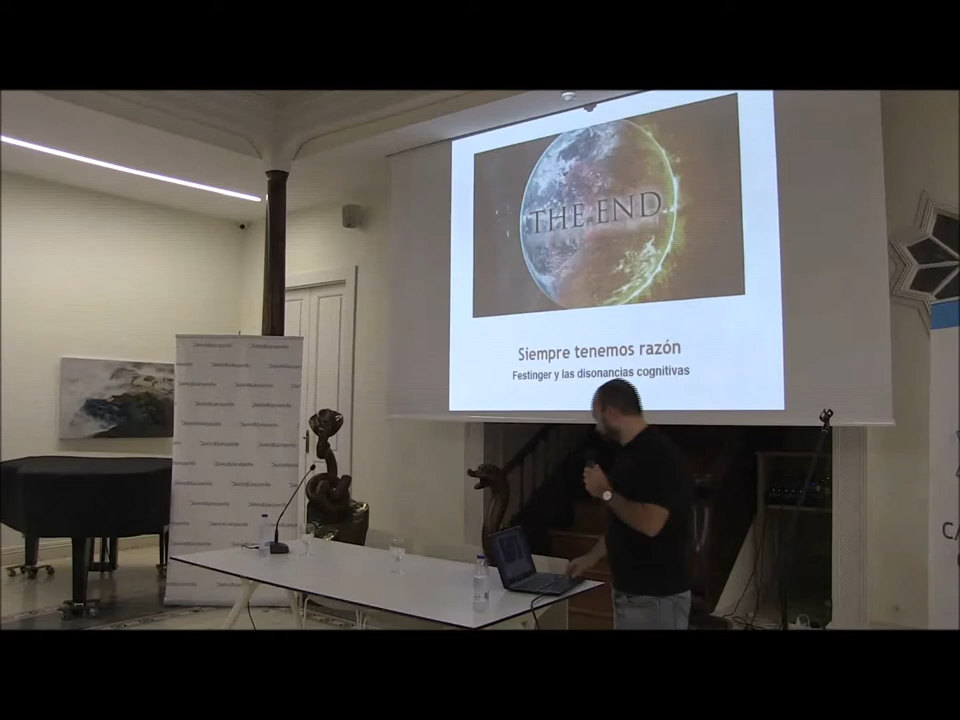 THE END
Siempre tenemos razón
Festinger y las disonancias cognitivas
C/